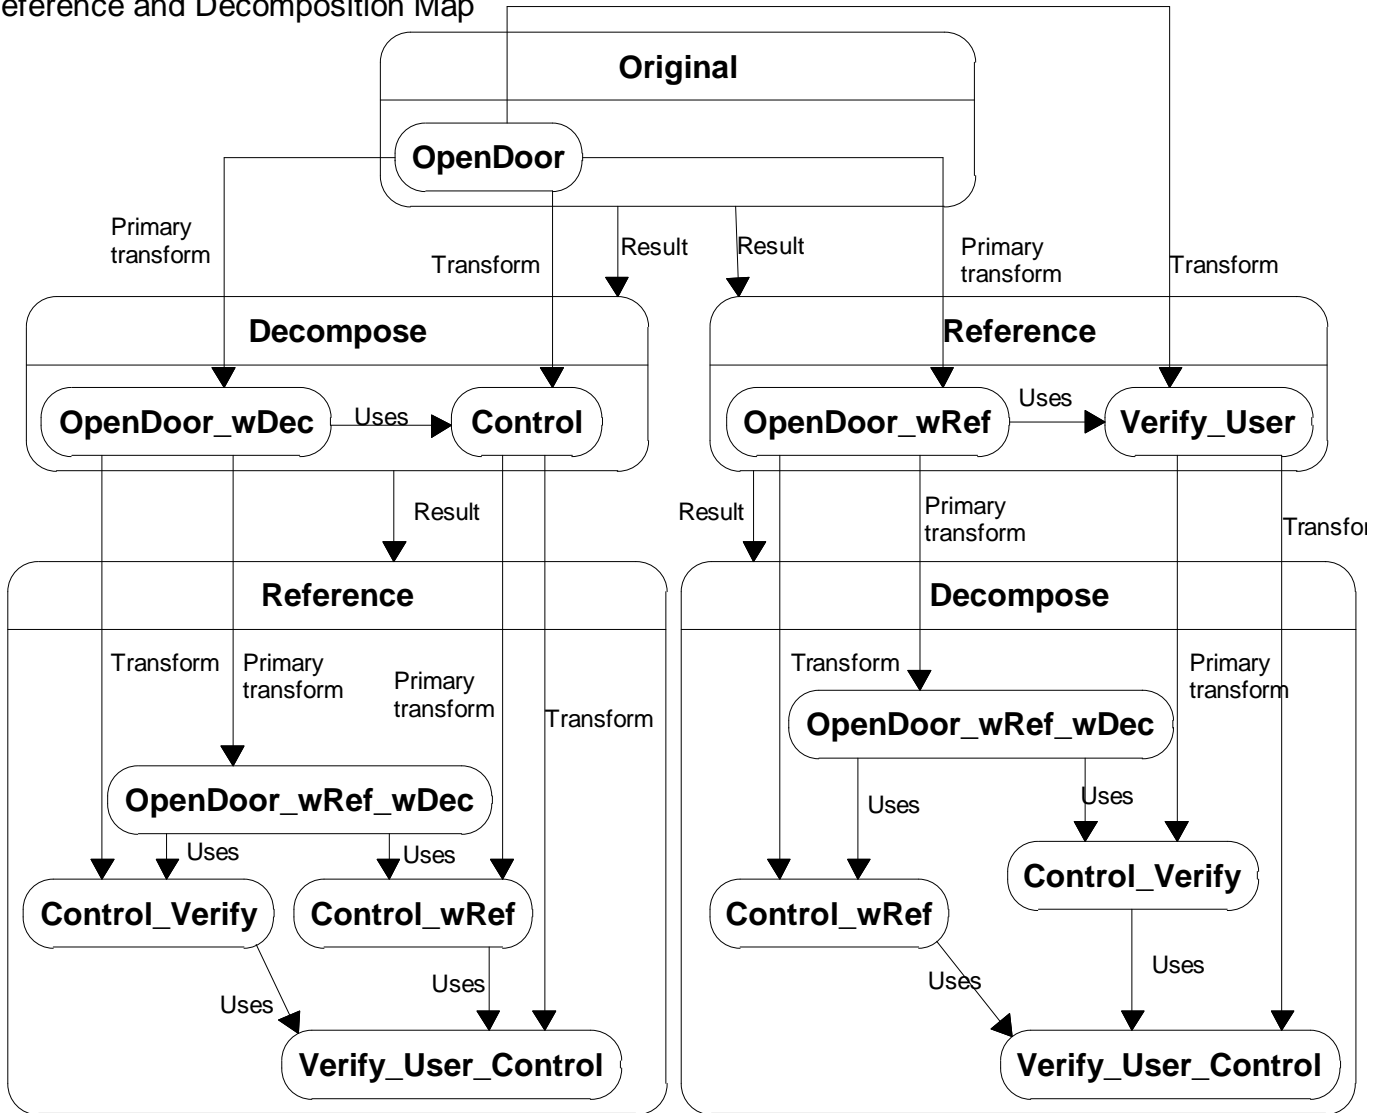 eference and Decomposition Map
Original
OpenDoor
Primary
transform
Transform
Result
Result
Primary
transform
Transform
Decompose
Reference
OpenDoor_wDec
Uses
Control
OpenDoor_wRef
Uses
Verify_User
Result
Result
Primary
transform
Transfor
Reference
Decompose
Transform
Primary
transform
Primary
transform
Transform
Transform
Primary
transform
OpenDoor_wRef_wDec
OpenDoor_wRef_wDec
Uses
Uses
Uses
Uses
Control_Verify
Control_wRef
Control_wRef
Control_Verify
Uses
Uses
Uses
Uses
Verify_User_Control
Verify_User_Control